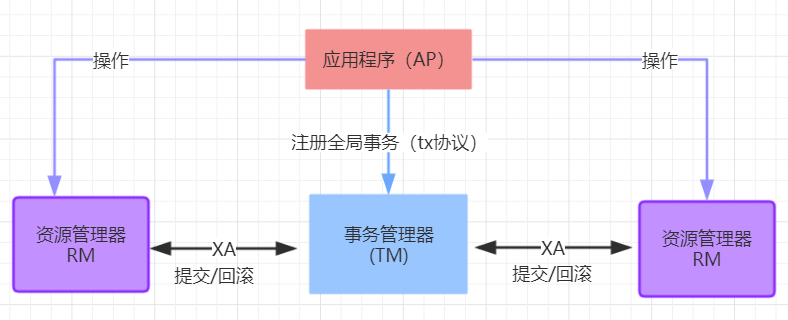 应用程序（AP）
操作
操作
注册全局事务（tx协议）
资源管理器
RM
XA
提交/回滚
事务管理器
(TM)
XA
提交/回滚
资源管理器
RM